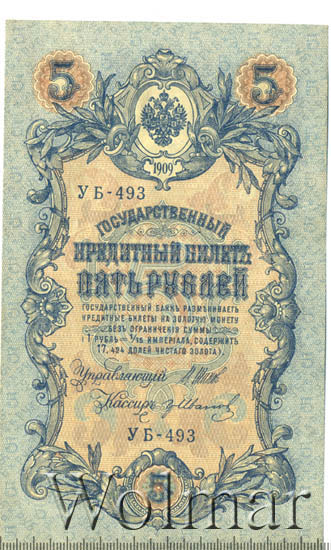 5 5
1909
УБ-493
ГОСУДАРСТВЕННЫЙ
КРЕДИТНЫЙ БИЛЕТЪ
ПЯТЬ РУБЛЕЙ
ГОСУДАРСТВЕННЫЙ БАНКЪ РАЗМѢНИВАЕТЪ
КРЕДИТНЫЕ БИЛЕТЫ НА ЗОЛОТУЮ МОНЕТУ
БЕЗЪ ОГРАНИЧЕНІЯ СУММЫ
(1 РУБЛЬ = 1/15 ИМПЕРІАЛА, СОДЕРЖИТЪ
17,424 ДОЛЕЙ ЧИСТАГО ЗОЛОТА).
Управляющій
Кассиръ
УБ-493
5
Wolmar